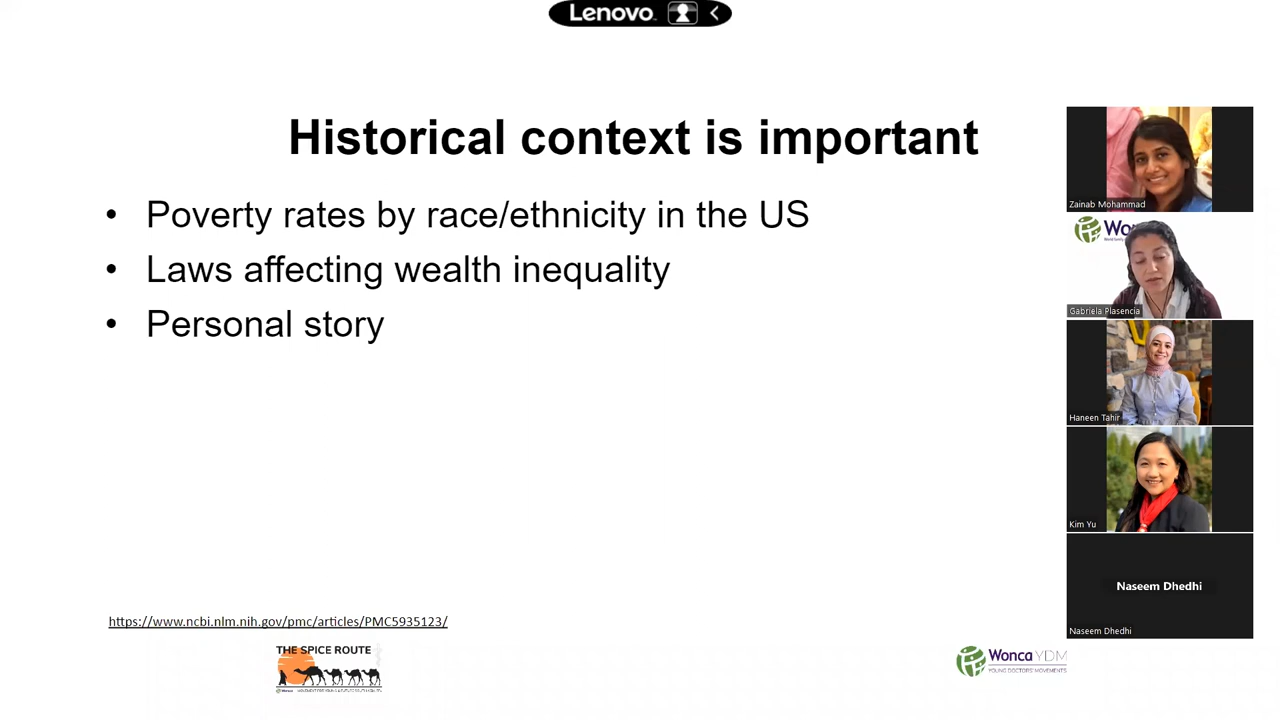 Lenovo
Historical context is important
• Poverty rates by race/ethnicity in the US
• Laws affecting wealth inequality
• Personal story
https://www.ncbi.nlm.nih.gov/pmc/articles/PMC5935123/
THE SPICE ROUTE
Wonca YDM
YOUNG DOCTORS' MOVEMENTS
Zainab Mohammad
Gabriela Plasencia
Haneen Tahir
Kim Yu
Naseem Dhedhi
Naseem Dhedhi